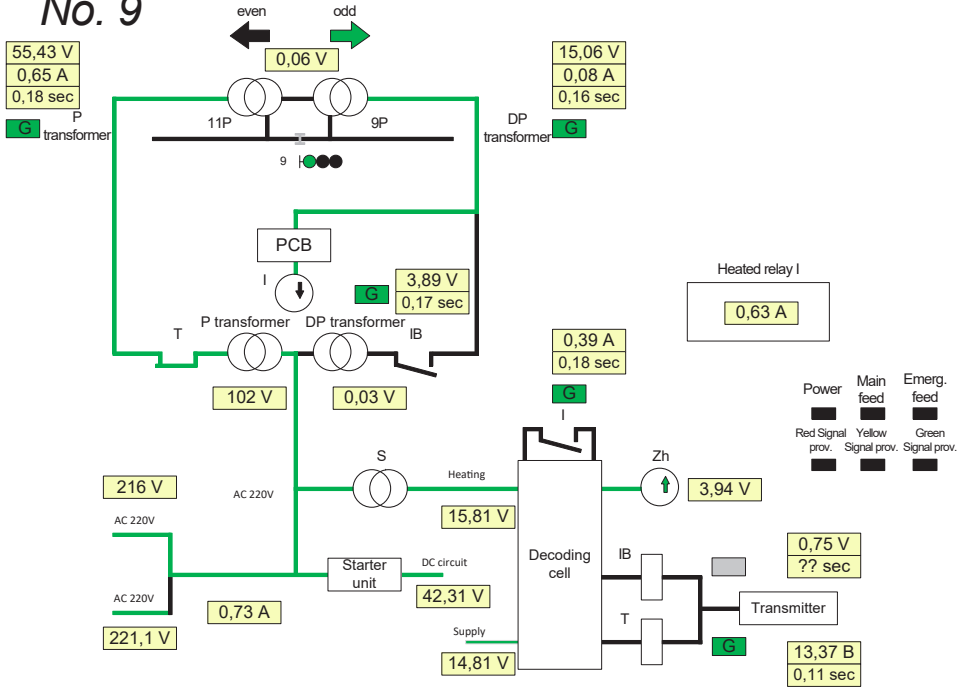 No. 9
even
odd
55,43 V
0,65 A
0,18 sec
G
P
transformer
0,06 V
15,06 V
0,08 A
0,16 sec
G
DP
transformer
11P
9P
9
PCB
I
G
3,89 V
0,17 sec
T
P transformer
DP transformer
IB
102 V
0,03 V
Heated relay I
0,63 A
0,39 A
0,18 sec
G
I
Power
Main
feed
Emerg.
feed
Red Signal
prov.
Yellow
Signal prov.
Green
Signal prov.
S
Heating
15,81 V
Zh
3,94 V
216 V
AC 220V
AC 220V
AC 220V
221,1 V
0,73 A
Starter
unit
DC circuit
42,31 V
Supply
14,81 V
Decoding
cell
IB
T
0,75 V
?? sec
Transmitter
G
13,37 B
0,11 sec